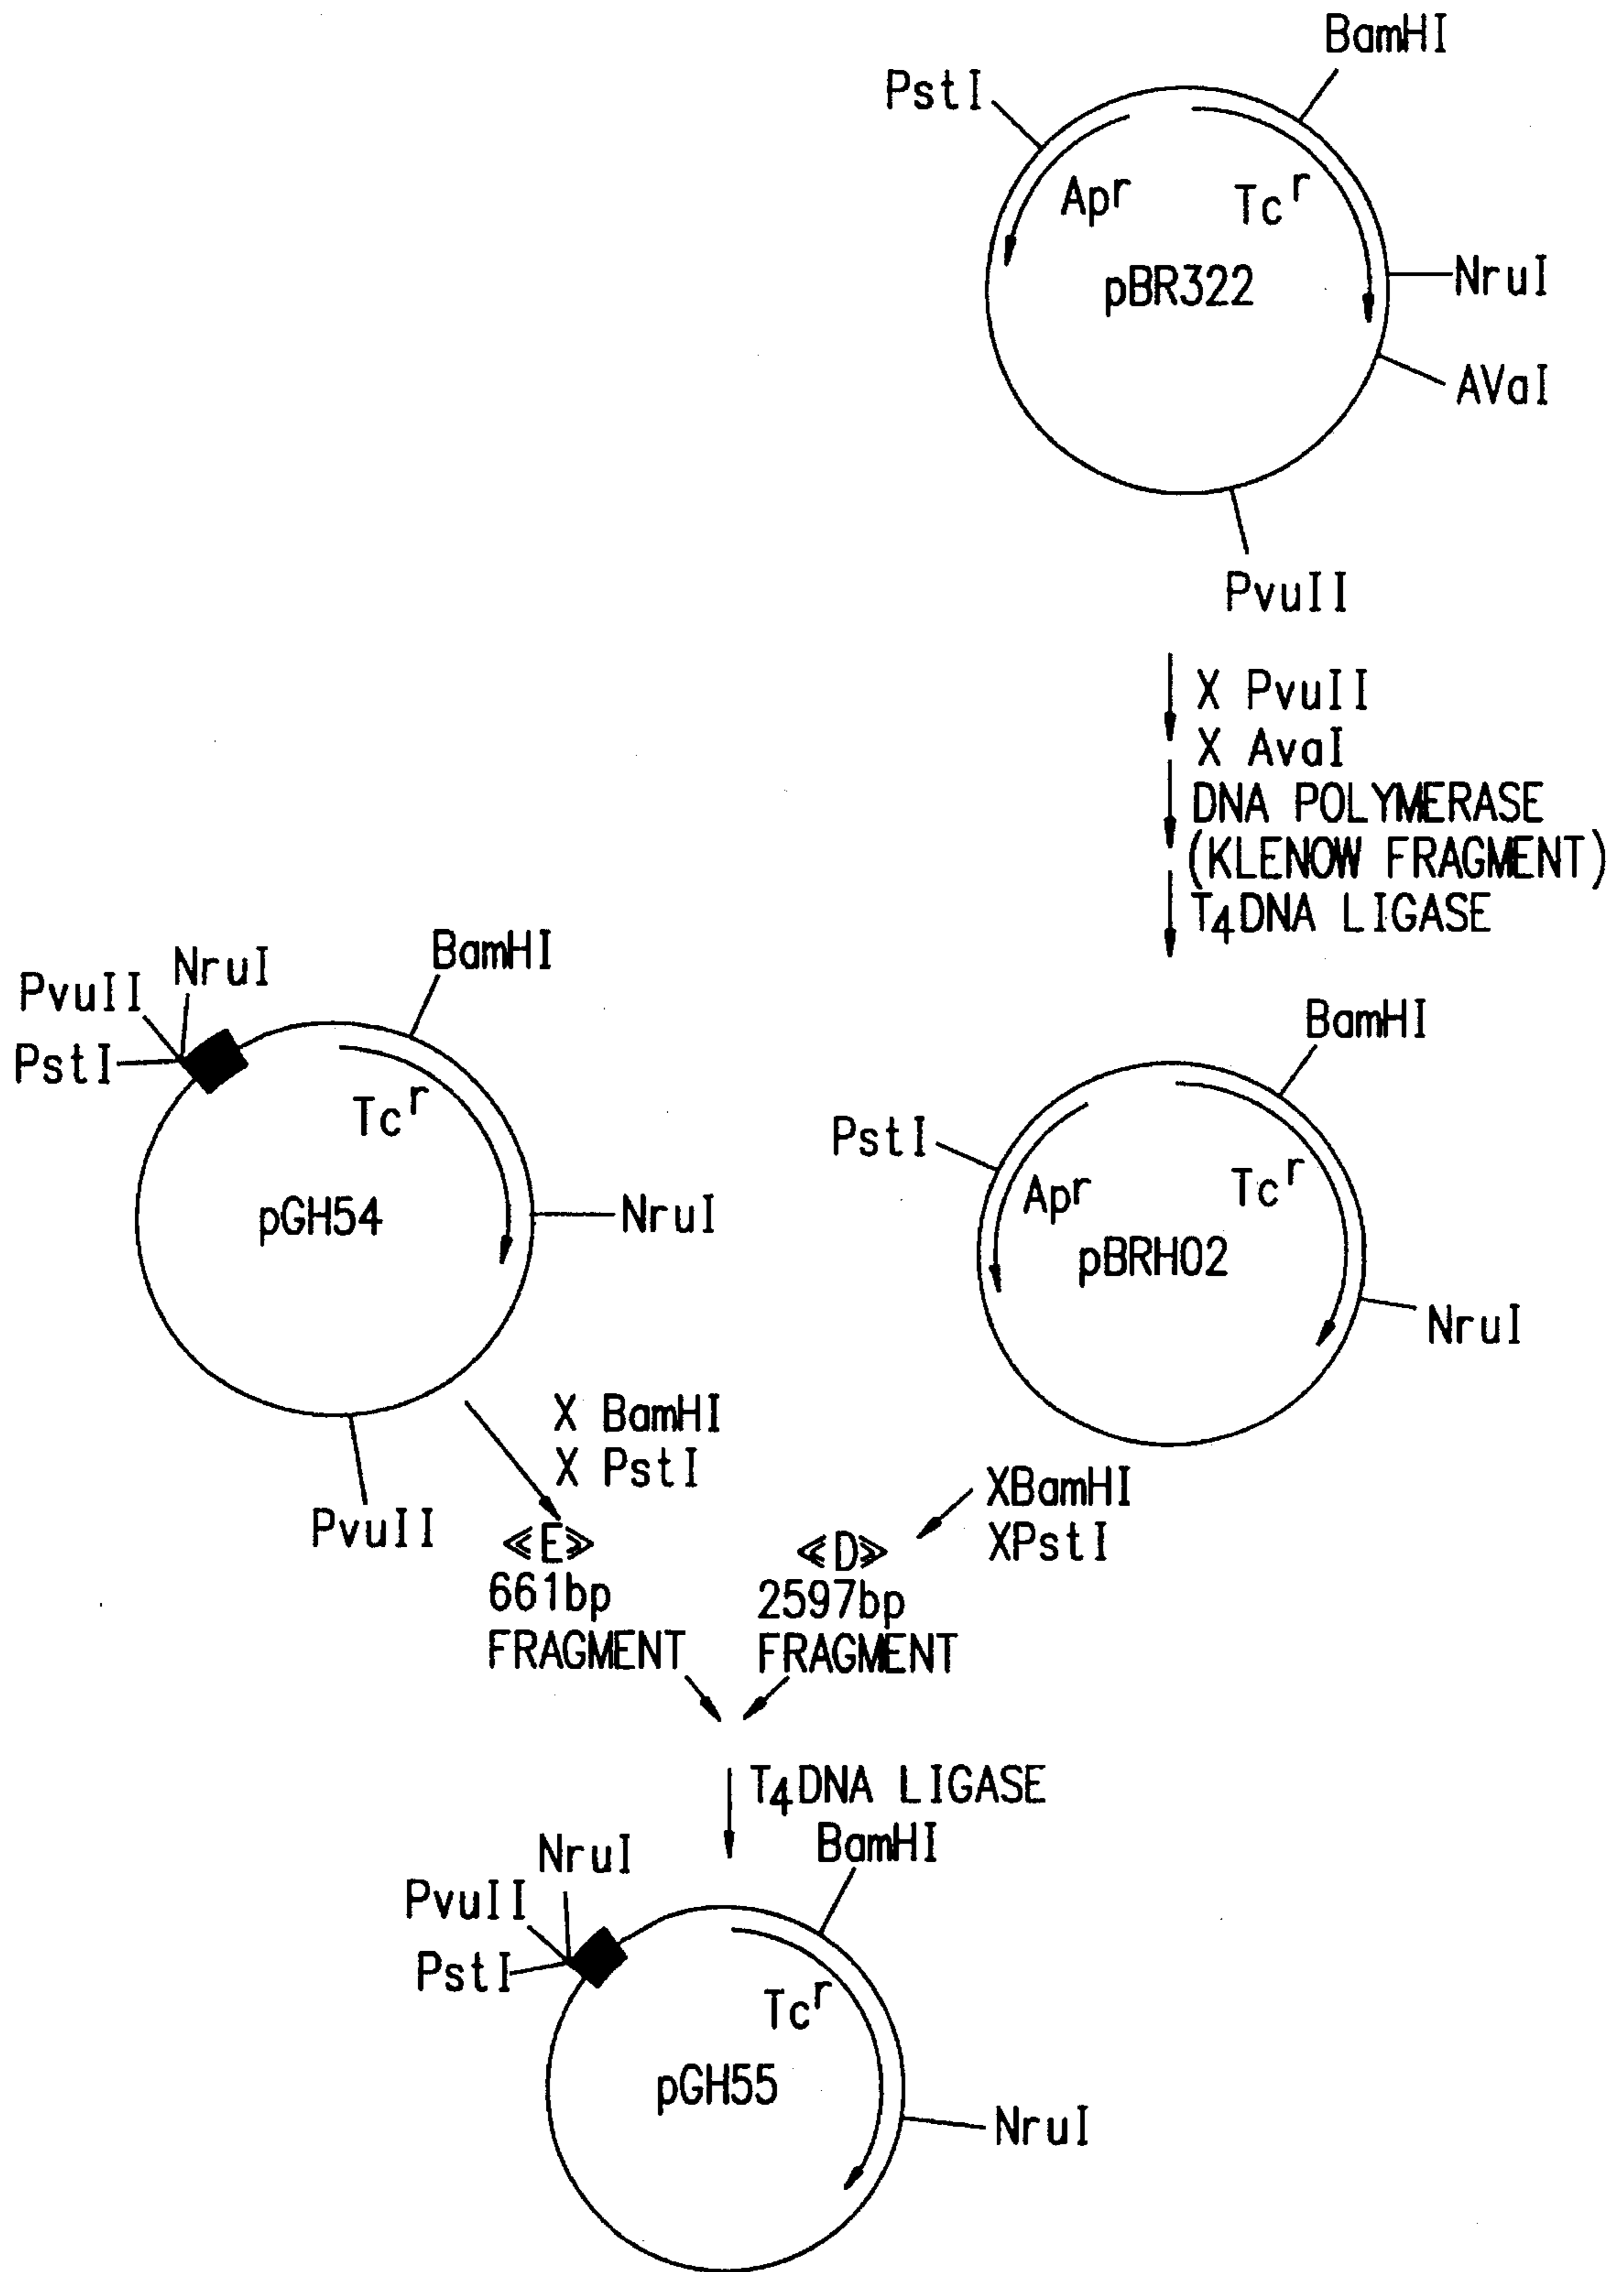 BamHI
PstI
Apr
Tcr
pBR322
NruI
AVaI
PvuII
X PvuII
X AvaI
DNA POLYMERASE
(KLENOW FRAGMENT)
T4DNA LIGASE
BamHI
NruI
PvuII
PstI
Tcr
pGH54
NruI
PvuII
BamHI
PstI
Apr
Tcr
pBRH02
NruI
X BamHI
X PstI
XBamHI
XPstI
≪E≫
661bp
FRAGMENT
≪D≫
2597bp
FRAGMENT
T4DNA LIGASE
BamHI
NruI
PvuII
PstI
Tcr
pGH55
NruI